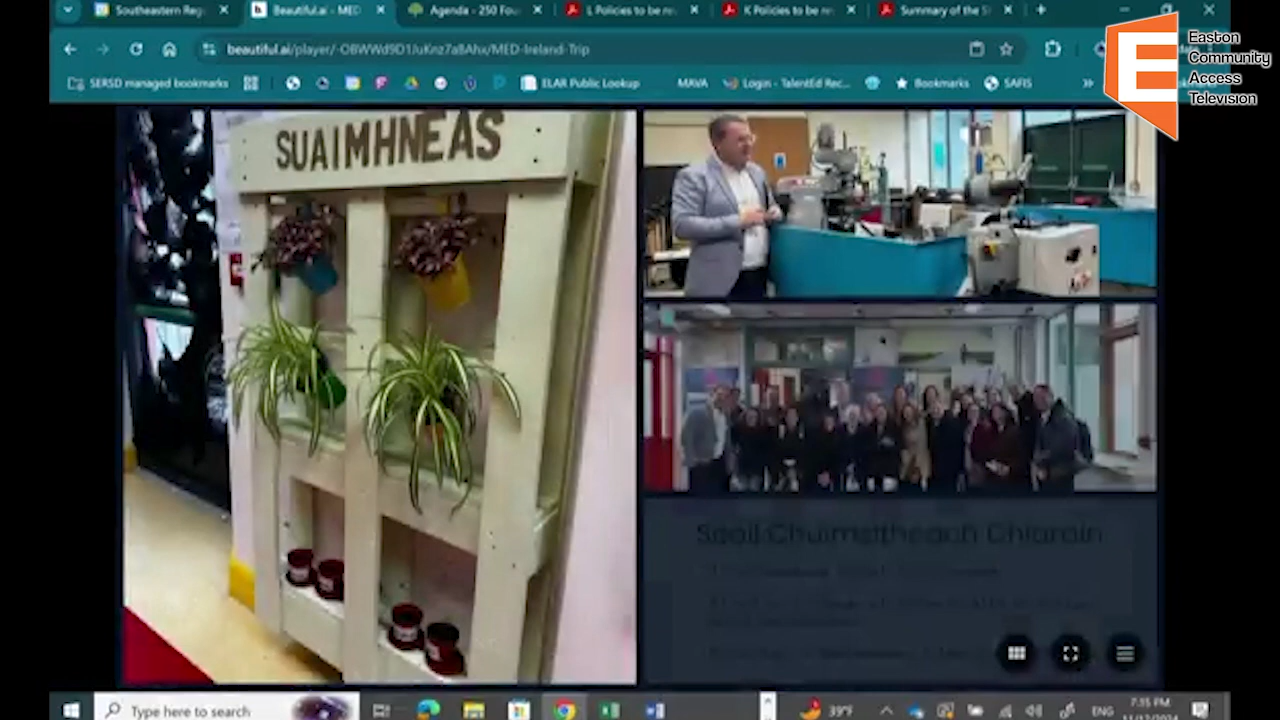 Southeastern Reg
Beautiful.ai - MED
Agenda - 250 Fou
L Policies to be re
K Policies to be re
Summary of the S
beautiful.ai/player/-OBWWd9D1JuKnz7a8Ahx/MED-Ireland-Trip
SERSD managed bookmarks
ELAR Public Lookup
MAVA
Login - TalentEd Rec...
Bookmarks
SAFIS
E
Easton
Community
Access
Television
SUAIMHNEAS
Type here to search
39°F
ENG
7:15 PM